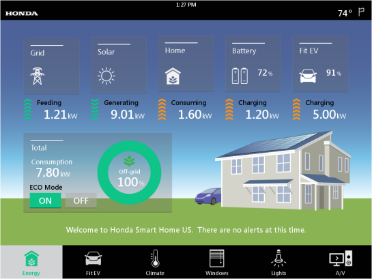 1:27 PM
HONDA
74°
Grid
Solar
Home
Battery
Fit EV
72%
91%
Feeding
Generating
Consuming
Charging
Charging
1.21kW
9.01kW
1.60kW
1.20kW
5.00kW
Total
Consumption
7.80kW
ECO Mode
ON OFF
Off-grid
100%
Welcome to Honda Smart Home US. There are no alerts at this time.
Energy
Fit EV
Climate
Windows
Lights
A/V